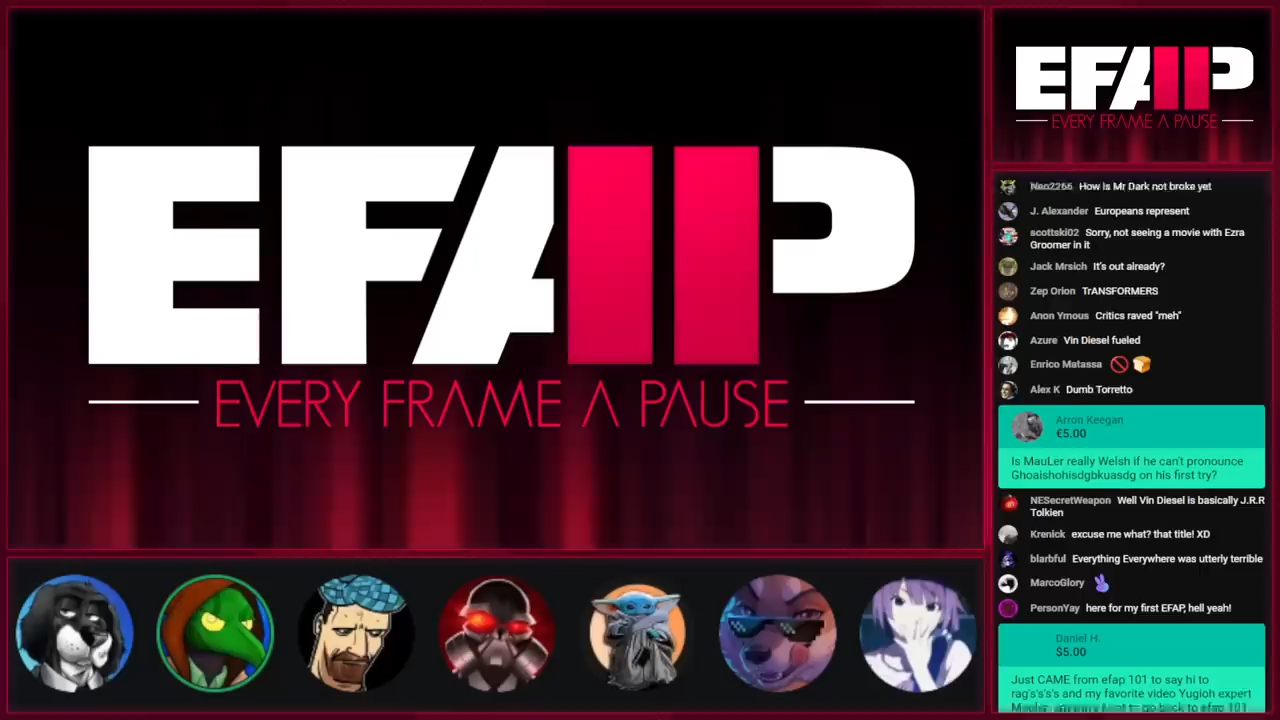 EFAP
EVERY FRAME A PAUSE
EFAP
EVERY FRAME A PAUSE
Neo2266 How is Mr Dark not broke yet
J. Alexander Europeans represent
scottski02 Sorry, not seeing a movie with Ezra
Groomer in it
Jack Mrsich It's out already?
Zep Orion TrANSFORMERS
Anon Ymous Critics raved "meh"
Azure Vin Diesel fueled
Enrico Matassa
Alex K Dumb Torretto
Arron Keegan
€5.00
Is MauLer really Welsh if he can't pronounce
Ghoaishohisdgbkuasdg on his first try?
NESecretWeapon Well Vin Diesel is basically J.R.R
Tolkien
Krenick excuse me what? that title! XD
blarbful Everything Everywhere was utterly terrible
MarcoGlory
PersonYay here for my first EFAP, hell yeah!
Daniel H.
$5.00
Just CAME from efap 101 to say hi to
rag's's's's and my favorite video Yugioh expert
to go back to efap 101